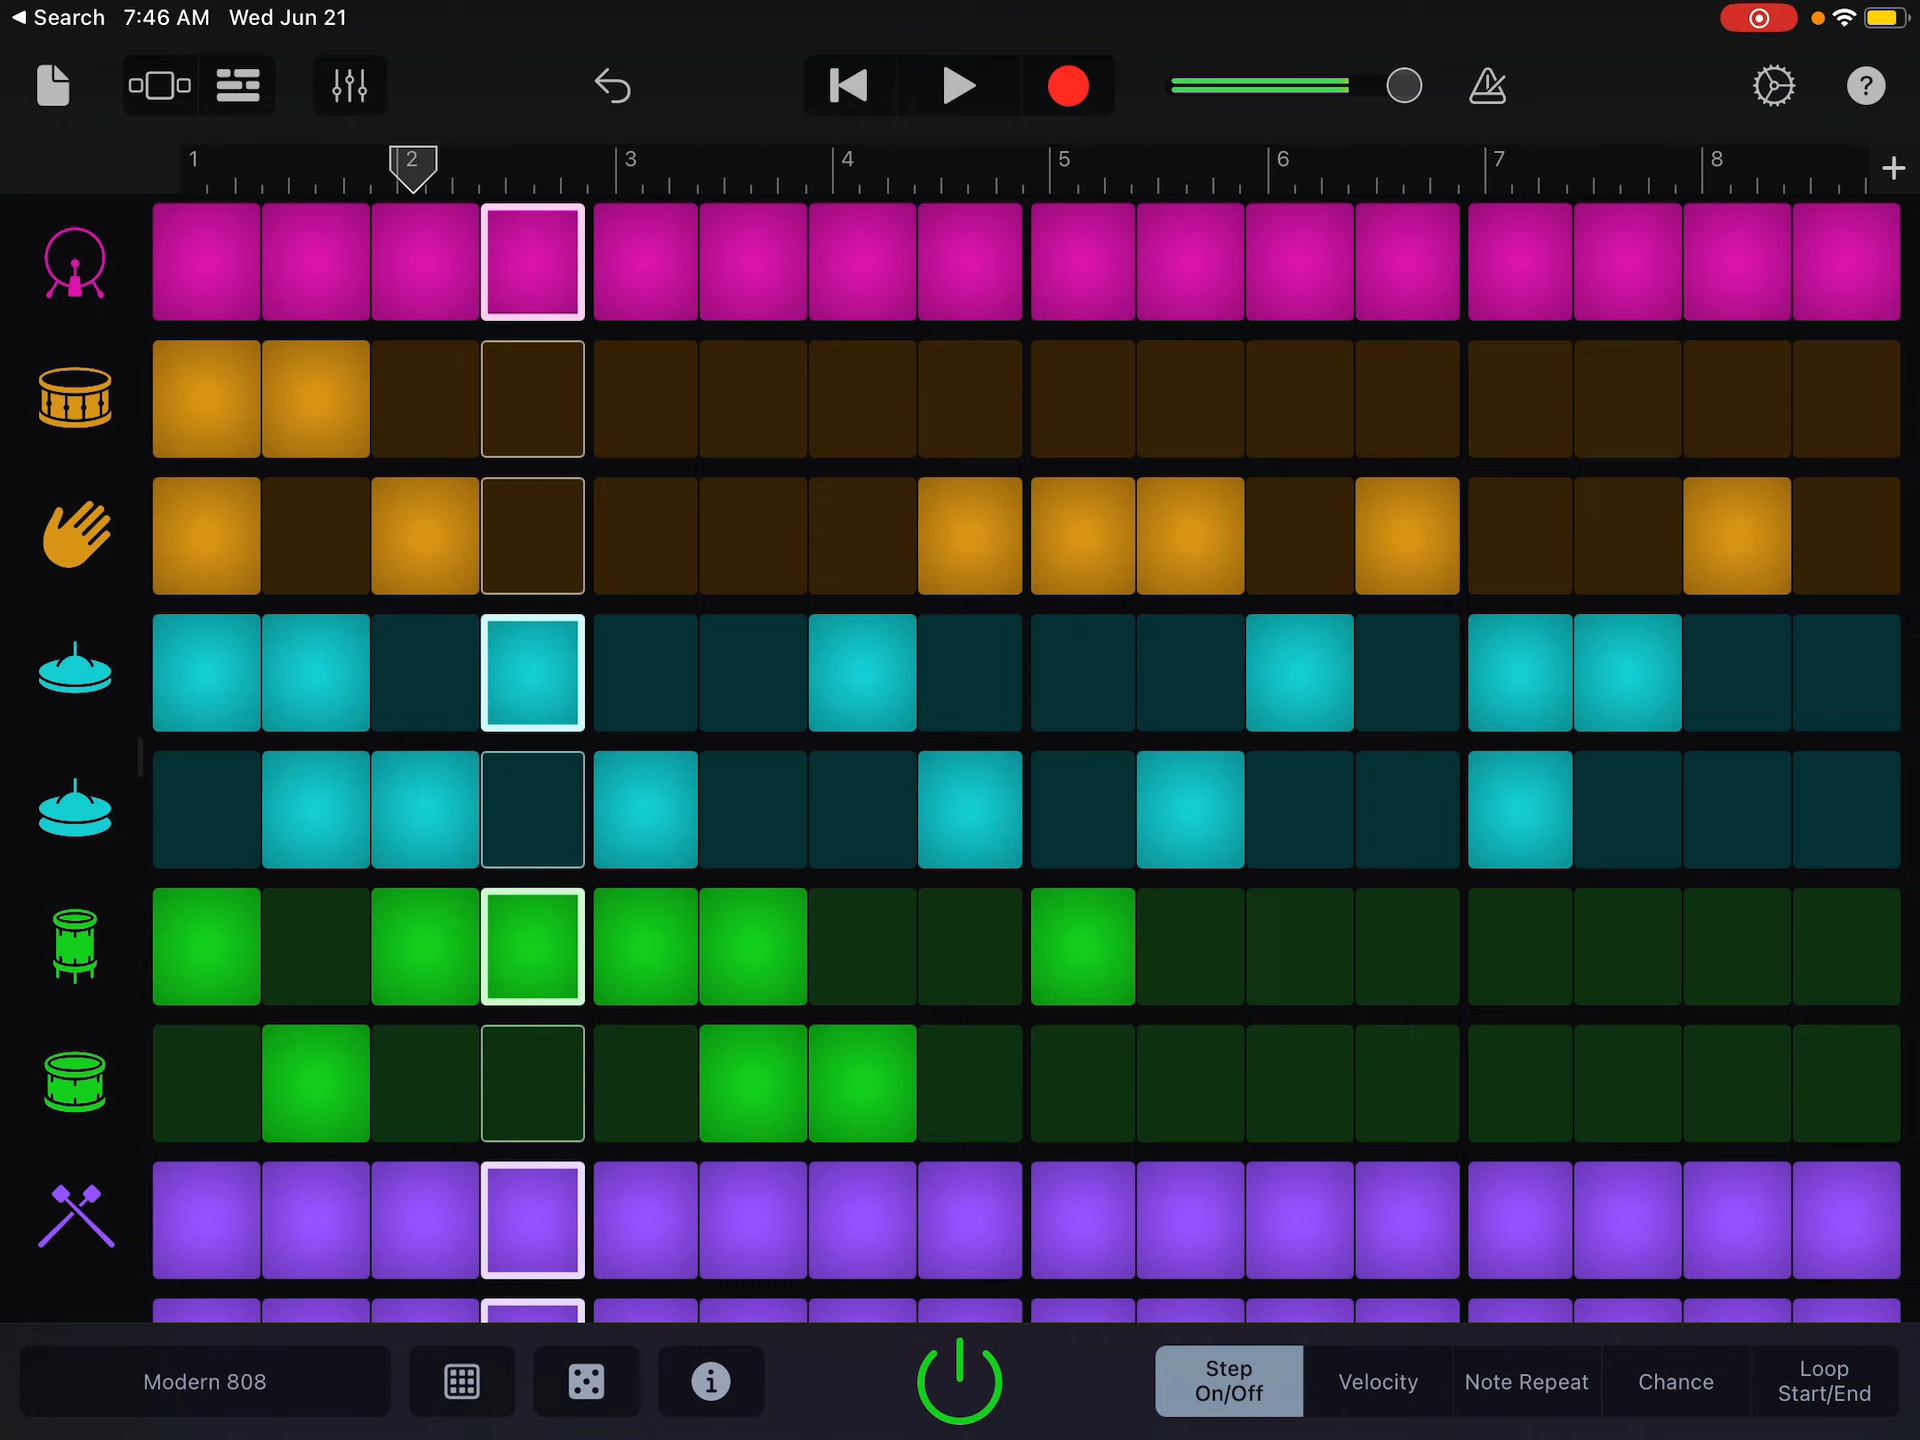 Search 7:46 AM Wed Jun 21
?
1 2 3 4 5 6 7 8 +
Modern 808
i
Step
On/Off
Velocity
Note Repeat
Chance
Loop
Start/End